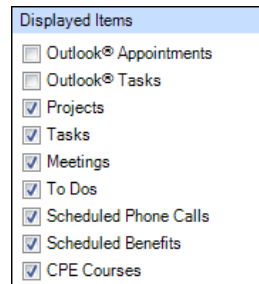 Displayed Items
Outlook® Appointments
Outlook® Tasks
Projects
Tasks
Meetings
To Dos
Scheduled Phone Calls
Scheduled Benefits
CPE Courses